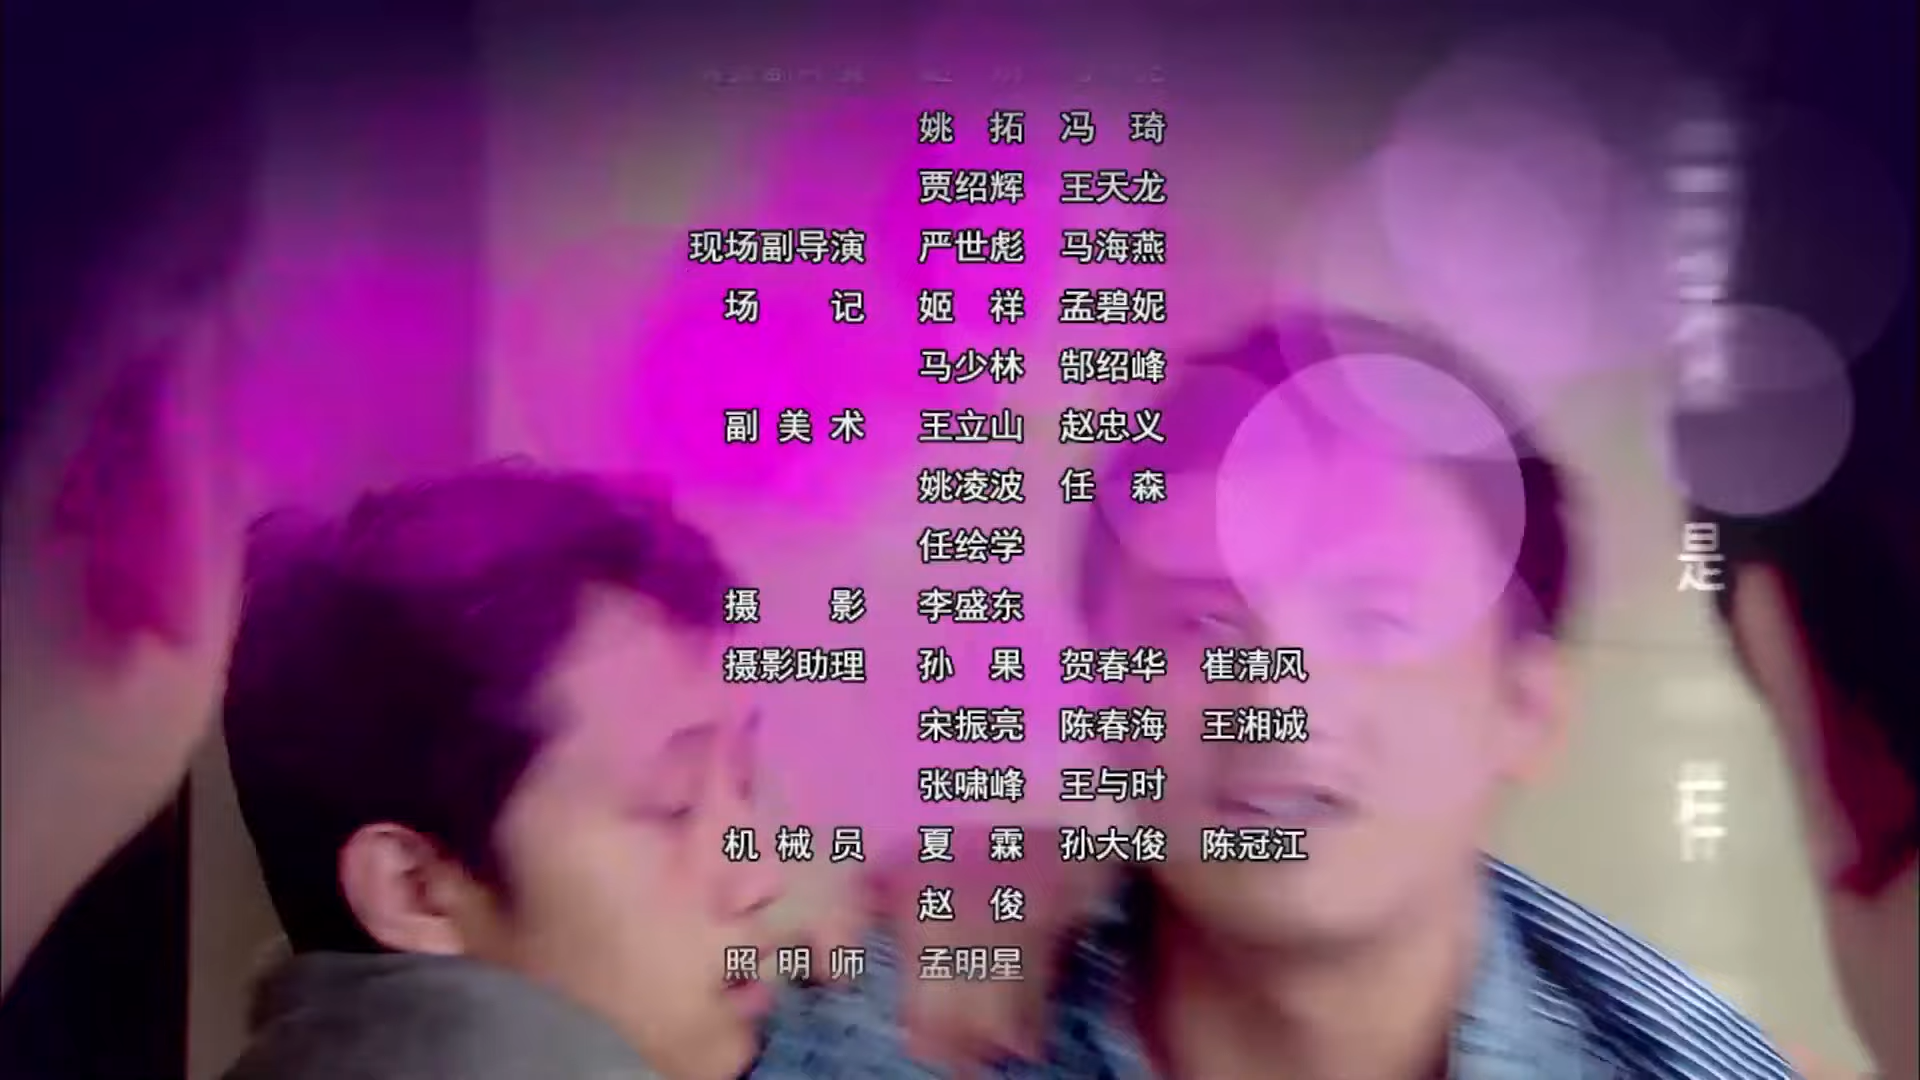 姚 拓 冯 琦
贾绍辉 王天龙
现场副导演 严世彪 马海燕
场 记 姬 祥 孟碧妮
马少林 郜绍峰
副 美 术 王立山 赵忠义
姚凌波 任 森
任绘学
摄 影 李盛东
摄影助理 孙 果 贺春华 崔清风
宋振亮 陈春海 王湘诚
张啸峰 王与时
机 械 员 夏 霖 孙大俊 陈冠江
赵 俊
照 明 师 孟明星
是